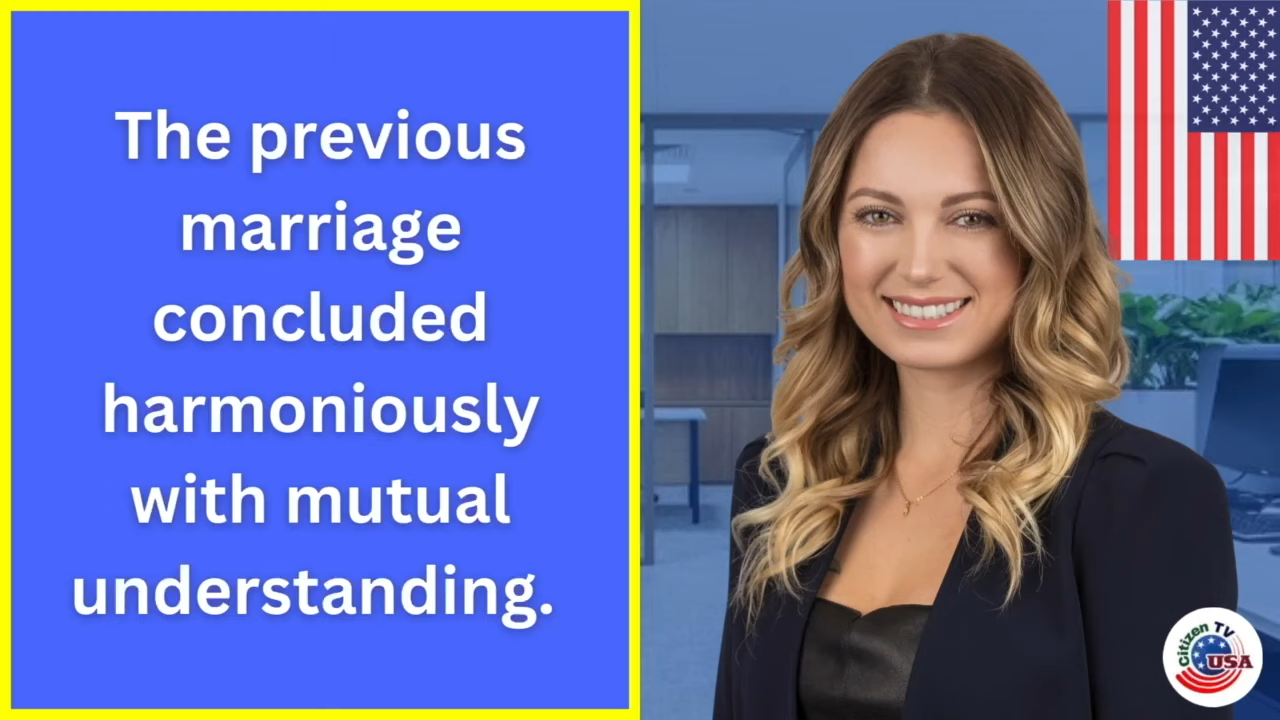 The previous
marriage
concluded
harmoniously
with mutual
understanding.
Citizen TV
USA